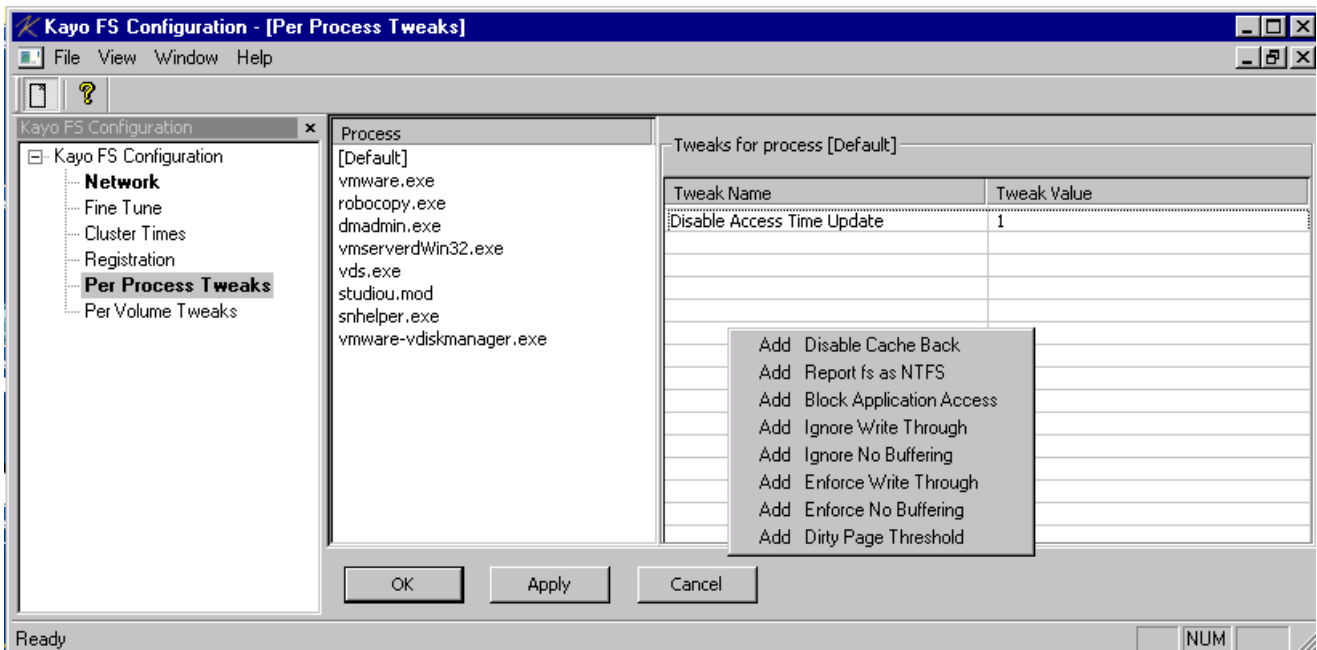 Kayo FS Configuration - [Per Process Tweaks]
File View Window Help
Kayo FS Configuration
Kayo FS Configuration
Network
Fine Tune
Cluster Times
Registration
Per Process Tweaks
Per Volume Tweaks
Process
[Default]
vmware.exe
robocopy.exe
dmadmin.exe
vmserverdWin32.exe
vds.exe
studiou.mod
snhelper.exe
vmware-vdiskmanager.exe
Tweaks for process [Default]
Tweak Name Tweak Value
Disable Access Time Update 1
Add Disable Cache Back
Add Report fs as NTFS
Add Block Application Access
Add Ignore Write Through
Add Ignore No Buffering
Add Enforce Write Through
Add Enforce No Buffering
Add Dirty Page Threshold
OK Apply Cancel
Ready NUM